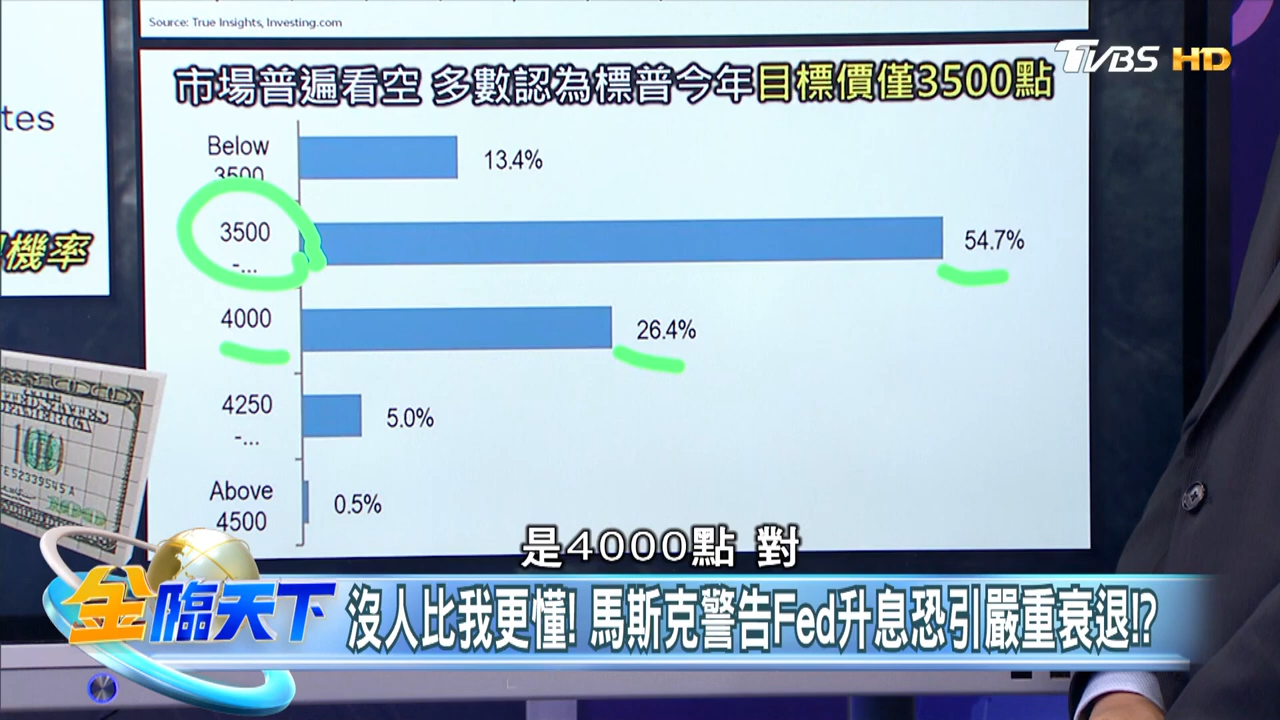 Source: True Insights, Investing.com
TVBS HD
市場普遍看空 多數認為標普今年目標價僅3500點
tes
機率
Below
3500
13.4%
3500
-...
54.7%
4000
26.4%
4250
-...
5.0%
Above
4500
0.5%
100
是4000點 對
金臨天下
沒人比我更懂! 馬斯克警告Fed升息恐引嚴重衰退!?